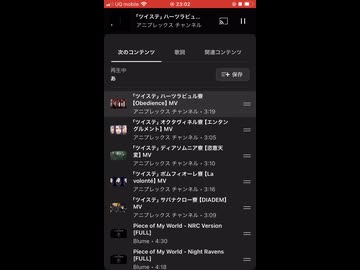 UQ mobile
23:02
「ツイステ」ハーツラビュ...
アニプレックス チャンネル
次のコンテンツ
歌詞
関連コンテンツ
再生中
あ
保存
「ツイステ」ハーツラビュル寮
【Obedience】 MV
アニプレックス チャンネル • 3:19
「ツイステ」オクタヴィネル寮【エンタン
グルメント】 MV
アニプレックス チャンネル • 3:05
「ツイステ」ディアソムニア寮【恣意天
変】 MV
アニプレックス チャンネル • 3:19
「ツイステ」ポムフィオーレ寮【La
volonté】 MV
アニプレックス チャンネル • 3:16
「ツイステ」サバナクロー寮【DIADEM】
MV
アニプレックス チャンネル • 3:09
Piece of My World - NRC Version
[FULL]
Blume • 4:30
Piece of My World - Night Ravens
[FULL]
Blume • 4:18